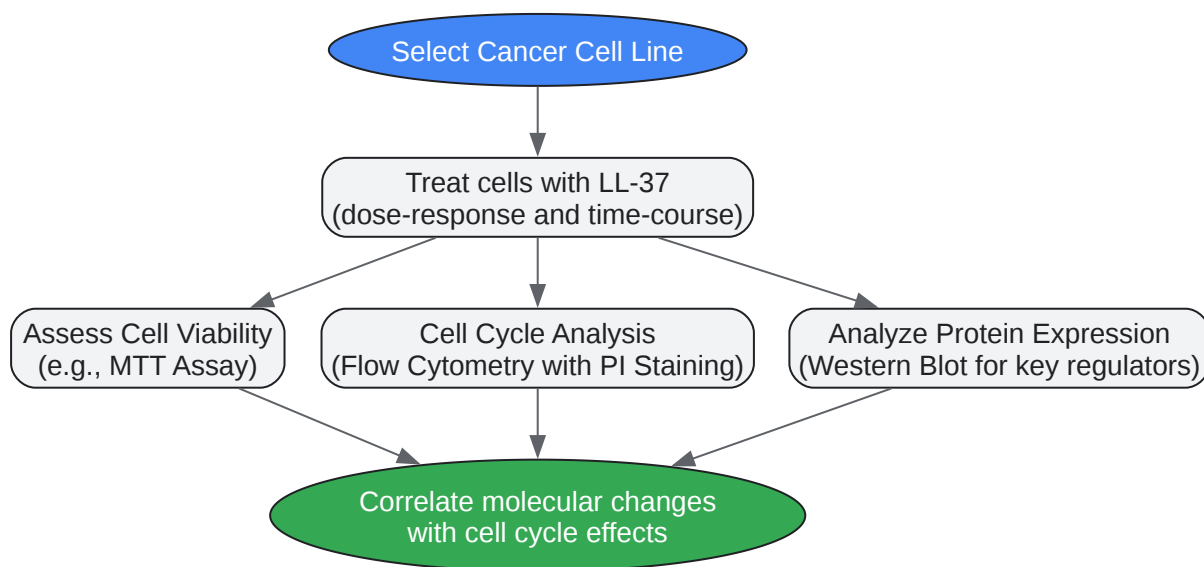 Select Cancer Cell Line
Treat cells with LL-37
(dose-response and time-course)
Assess Cell Viability
(e.g., MTT Assay)
Cell Cycle Analysis
(Flow Cytometry with PI Staining)
Analyze Protein Expression
(Western Blot for key regulators)
Correlate molecular changes
with cell cycle effects